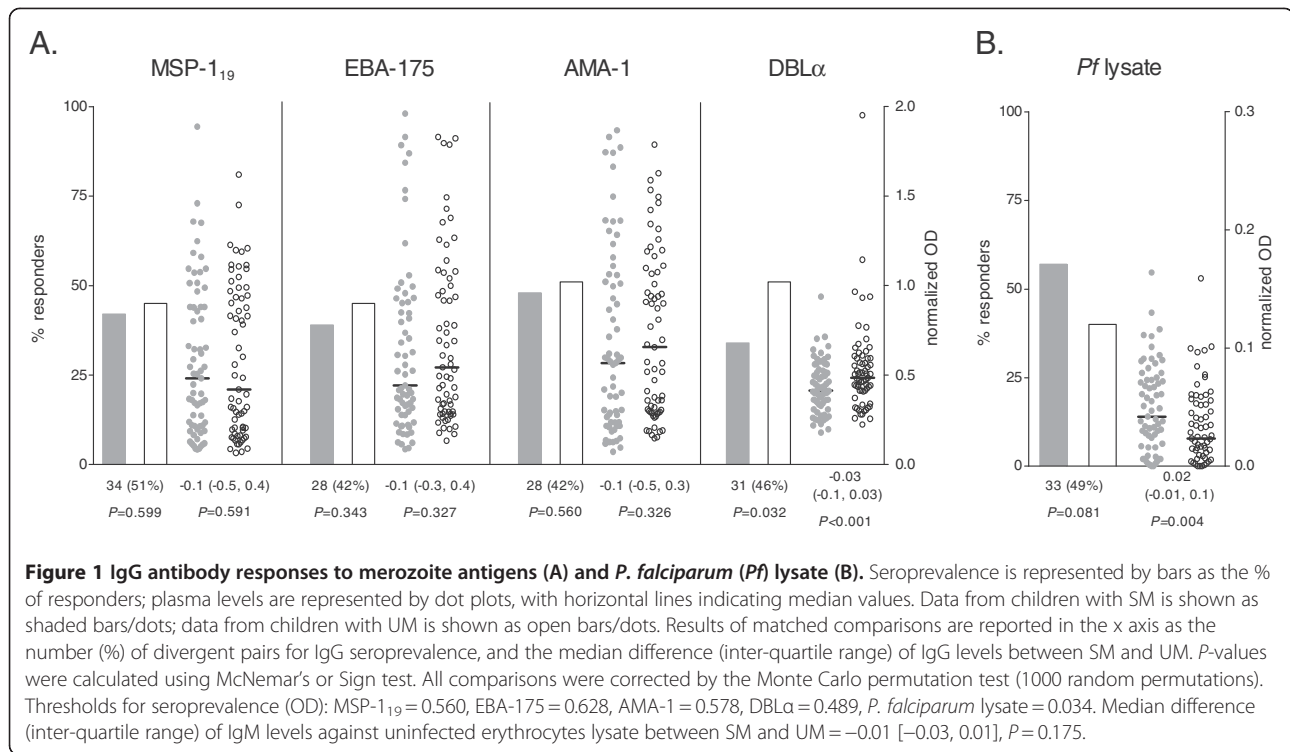 A.
B.
MSP-1₁₉
EBA-175
AMA-1
DBLα
Pf lysate
% responders
100
75
50
25
0
2.0
1.5
1.0
0.5
0.0
normalized OD
% responders
100
75
50
25
0
0.3
0.2
0.1
0.0
normalized OD
34 (51%)
P=0.599
-0.1 (-0.5, 0.4)
P=0.591
28 (42%)
P=0.343
-0.1 (-0.3, 0.4)
P=0.327
28 (42%)
P=0.560
-0.1 (-0.5, 0.3)
P=0.326
31 (46%)
P=0.032
-0.03
(-0.1, 0.03)
P<0.001
33 (49%)
P=0.081
0.02
(-0.01, 0.1)
P=0.004
Figure 1 IgG antibody responses to merozoite antigens (A) and P. falciparum (Pf) lysate (B). Seroprevalence is represented by bars as the %
of responders; plasma levels are represented by dot plots, with horizontal lines indicating median values. Data from children with SM is shown as
shaded bars/dots; data from children with UM is shown as open bars/dots. Results of matched comparisons are reported in the x axis as the
number (%) of divergent pairs for IgG seroprevalence, and the median difference (inter-quartile range) of IgG levels between SM and UM. P-values
were calculated using McNemar's or Sign test. All comparisons were corrected by the Monte Carlo permutation test (1000 random permutations).
Thresholds for seroprevalence (OD): MSP-1₁₉ = 0.560, EBA-175 = 0.628, AMA-1 = 0.578, DBLα = 0.489, P. falciparum lysate = 0.034. Median difference
(inter-quartile range) of IgM levels against uninfected erythrocytes lysate between SM and UM = −0.01 [−0.03, 0.01], P = 0.175.